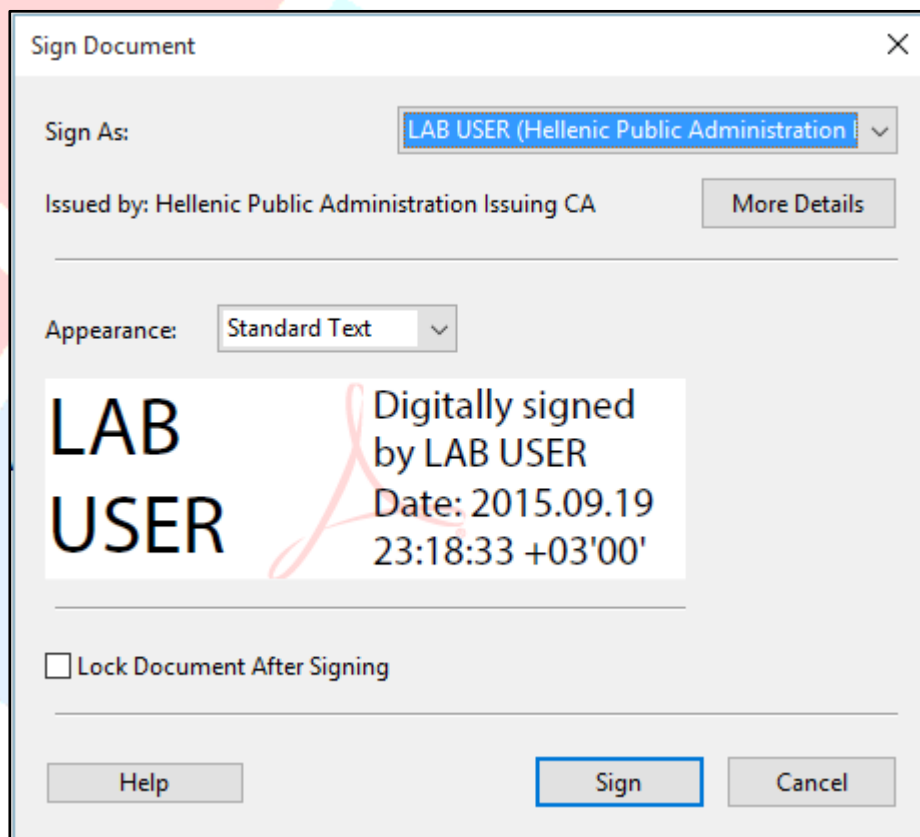 Sign Document
Sign As:
LAB USER (Hellenic Public Administration
Issued by: Hellenic Public Administration Issuing CA
More Details
Appearance:
Standard Text
LAB
USER
Digitally signed
by LAB USER
Date: 2015.09.19
23:18:33 +03'00'
Lock Document After Signing
Help
Sign
Cancel